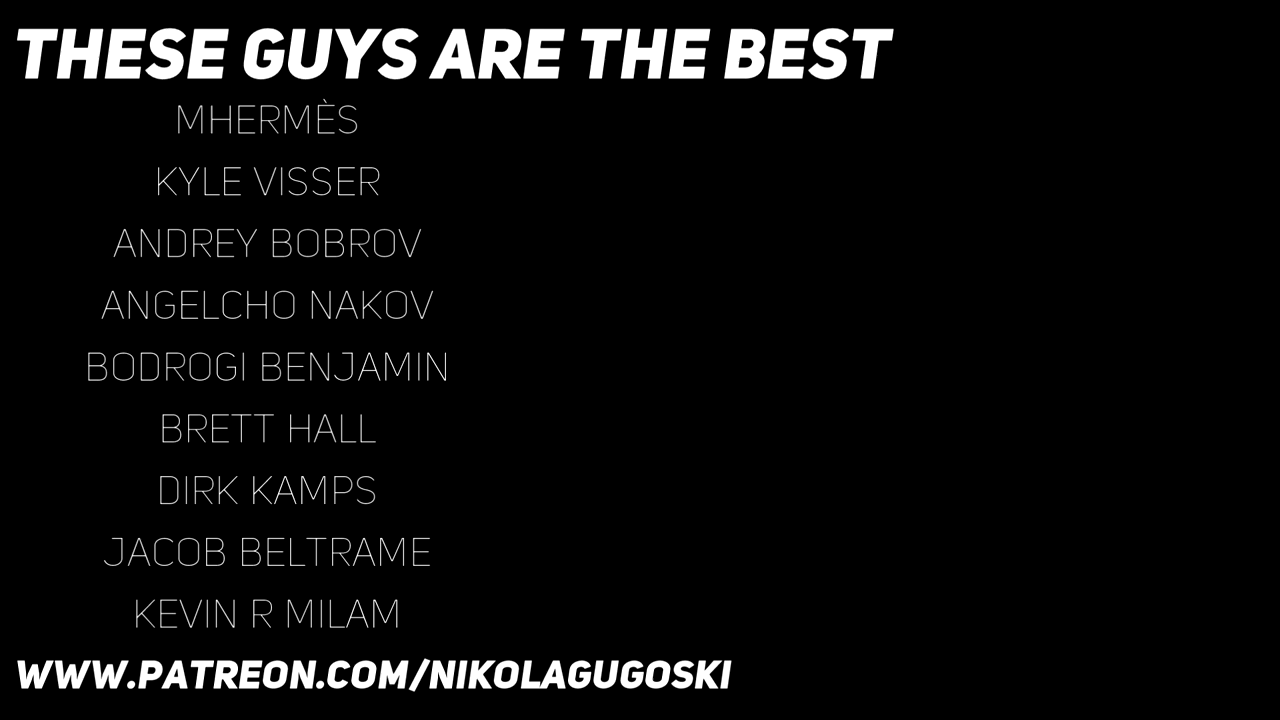 THESE GUYS ARE THE BEST
MHERMÈS
KYLE VISSER
ANDREY BOBROV
ANGELCHO NAKOV
BODROGI BENJAMIN
BRETT HALL
DIRK KAMPS
JACOB BELTRAME
KEVIN R MILAM
WWW.PATREON.COM/NIKOLAGUGOSKI